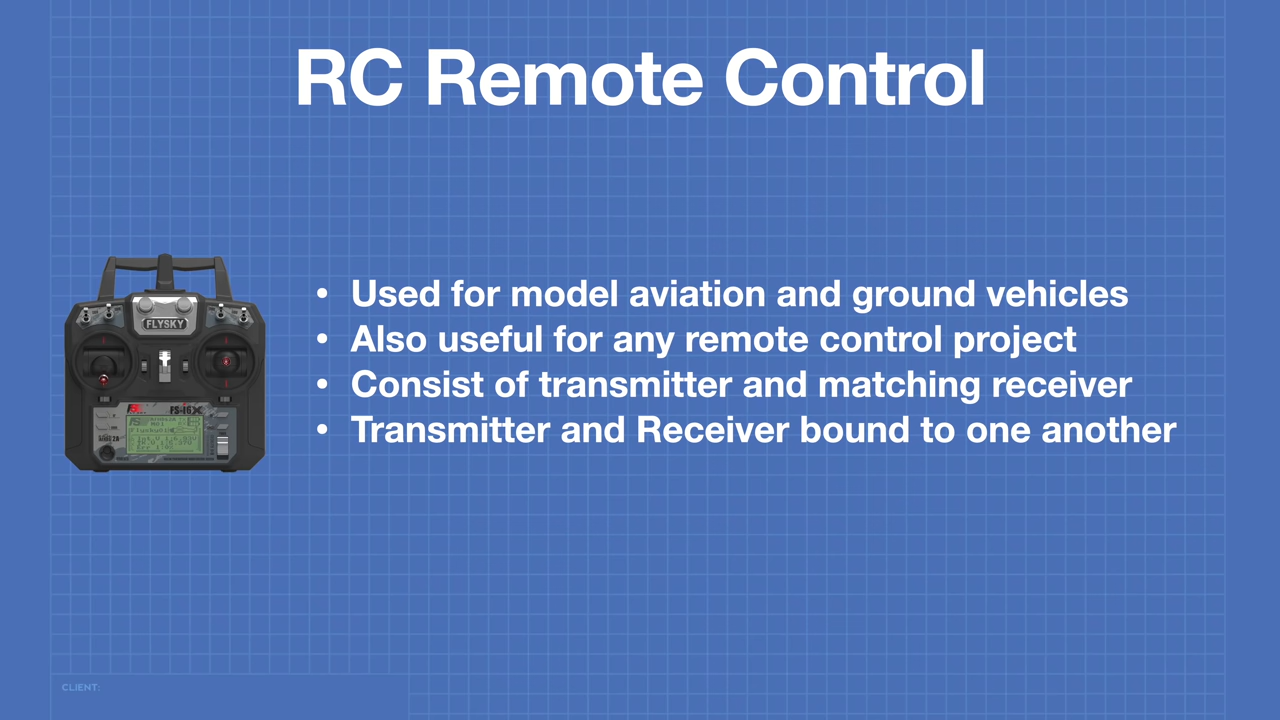 RC Remote Control
• Used for model aviation and ground vehicles
• Also useful for any remote control project
• Consist of transmitter and matching receiver
• Transmitter and Receiver bound to one another
FLYSKY
FS-i6X
CLIENT: